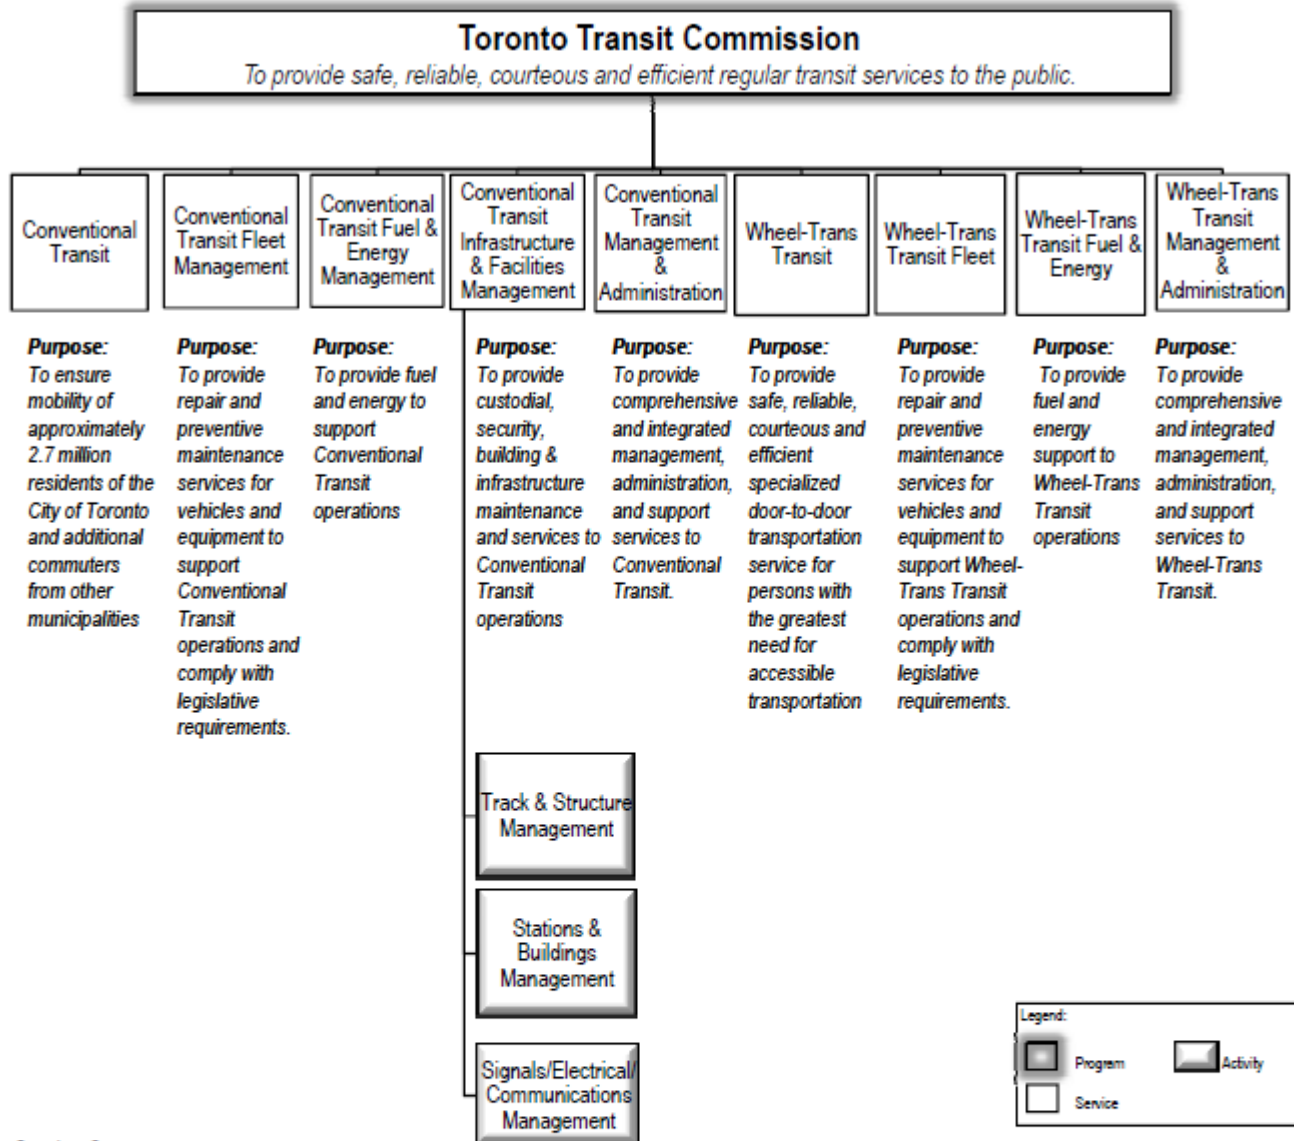 Toronto Transit Commission
To provide safe, reliable, courteous and efficient regular transit services to the public.
Conventional
Transit
Conventional
Transit Fleet
Management
Conventional
Transit Fuel &
Energy
Management
Conventional
Transit
Infrastructure
& Facilities
Management
Conventional
Transit
Management
&
Administration
Wheel-Trans
Transit
Wheel-Trans
Transit Fleet
Wheel-Trans
Transit Fuel &
Energy
Wheel-Trans
Transit
Management
&
Administration
Purpose:
To ensure
mobility of
approximately
2.7 million
residents of the
City of Toronto
and additional
commuters
from other
municipalities
Purpose:
To provide
repair and
preventive
maintenance
services for
vehicles and
equipment to
support
Conventional
Transit
operations and
comply with
legislative
requirements.
Purpose:
To provide fuel
and energy to
support
Conventional
Transit
operations
Purpose:
To provide
custodial,
security,
building &
infrastructure
maintenance
and services to
Conventional
Transit
operations
Purpose:
To provide
comprehensive
and integrated
management,
administration,
and support
services to
Conventional
Transit.
Purpose:
To provide
safe, reliable,
courteous and
efficient
specialized
door-to-door
transportation
service for
persons with
the greatest
need for
accessible
transportation
Purpose:
To provide
repair and
preventive
maintenance
services for
vehicles and
equipment to
support Wheel-
Trans Transit
operations and
comply with
legislative
requirements.
Purpose:
To provide
fuel and
energy
support to
Wheel-Trans
Transit
operations
Purpose:
To provide
comprehensive
and integrated
management,
administration,
and support
services to
Wheel-Trans
Transit.
Track & Structure
Management
Stations &
Buildings
Management
Signals/Electrical/
Communications
Management
Legend:
Program
Activity
Service